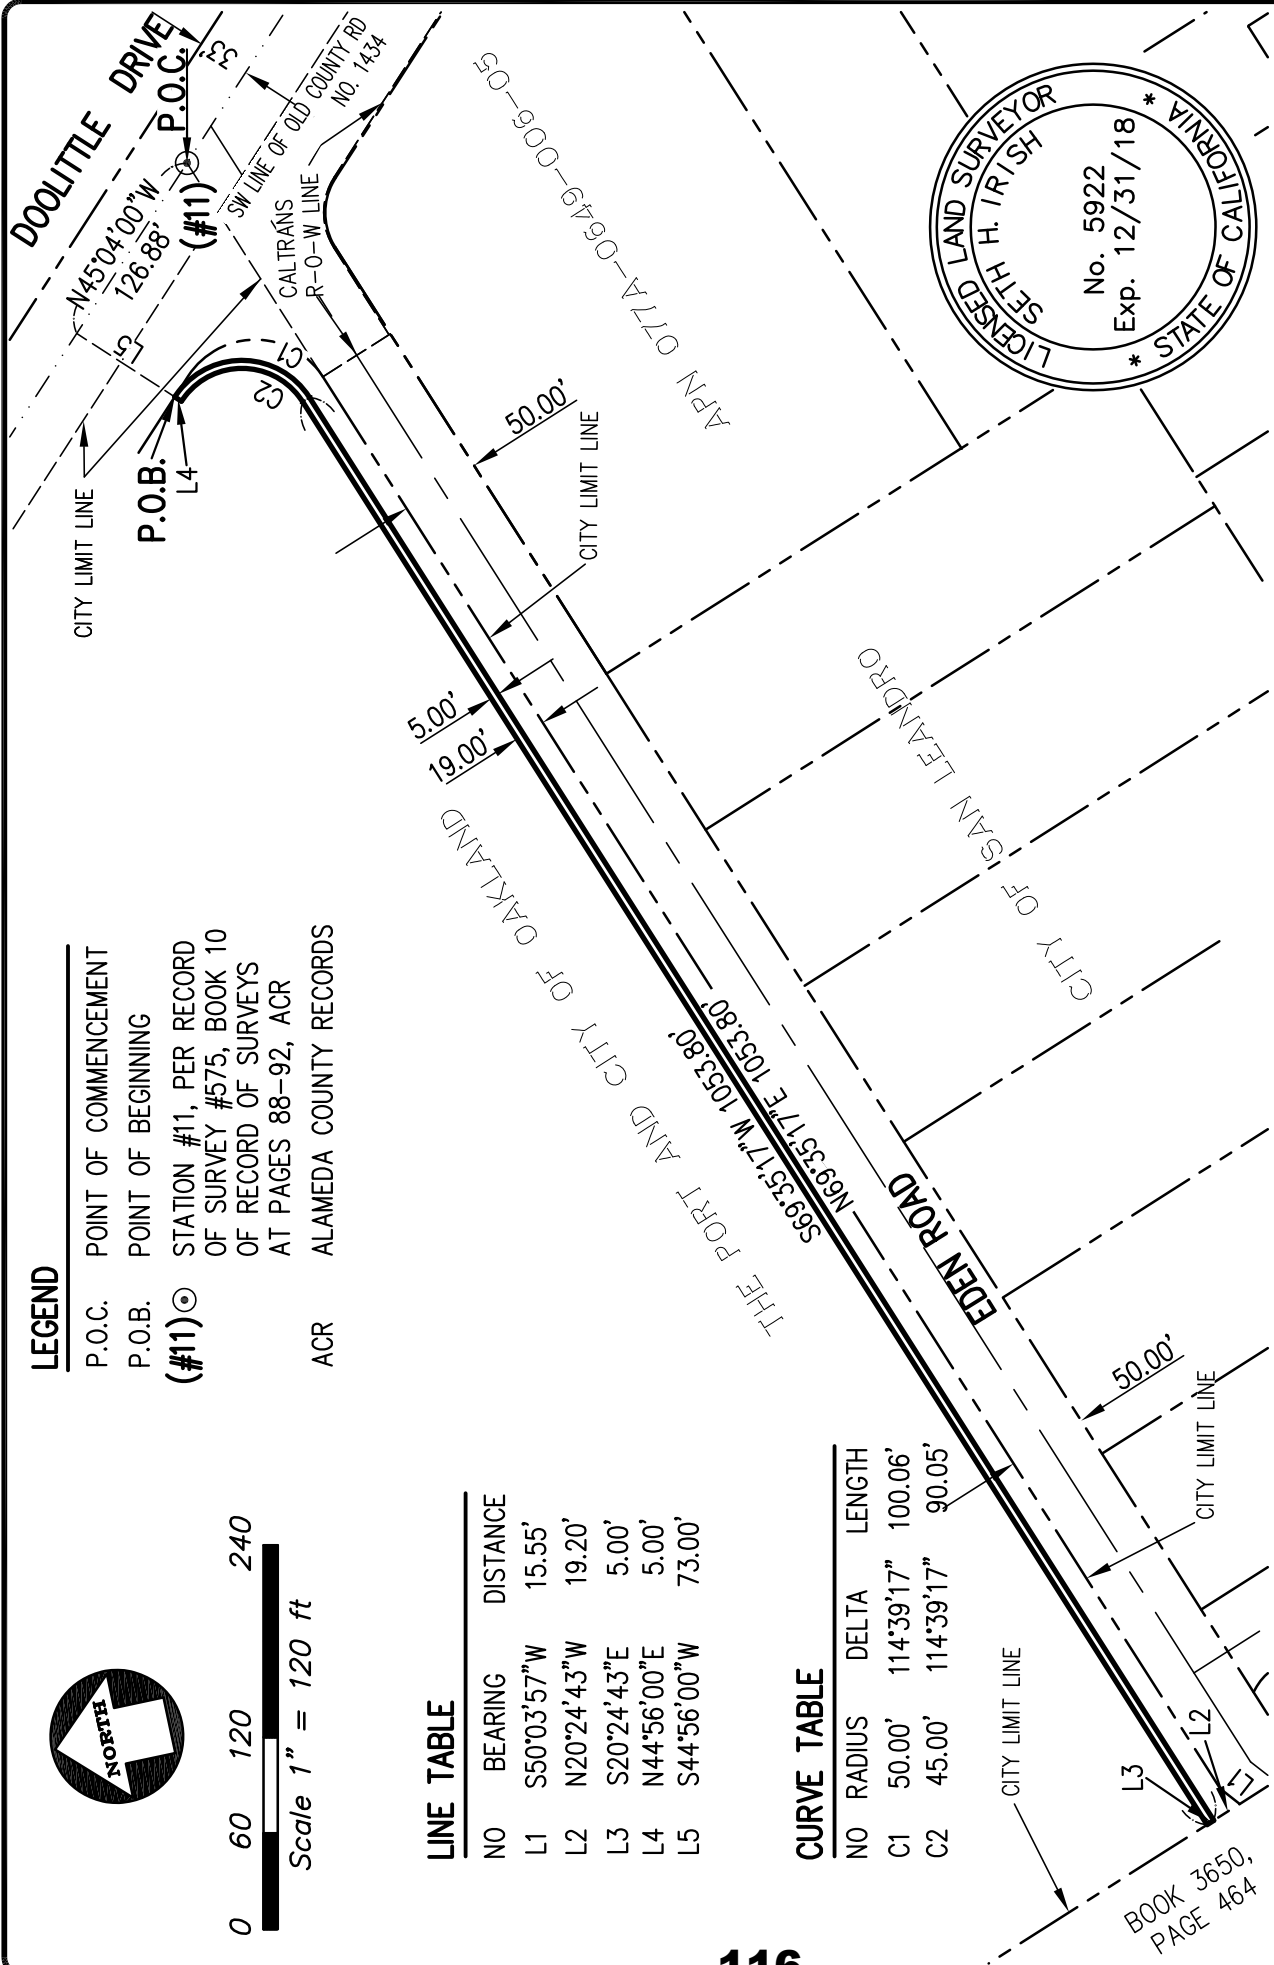 LEGEND
P.O.C. POINT OF COMMENCEMENT
P.O.B. POINT OF BEGINNING
(#11) STATION #11, PER RECORD
OF SURVEY #575, BOOK 10
OF RECORD OF SURVEYS
AT PAGES 88-92, ACR
ACR ALAMEDA COUNTY RECORDS
NORTH
0 60 120 240
Scale 1" = 120 ft
LINE TABLE
NO BEARING DISTANCE
L1 S50°03'57"W 15.55'
L2 N20°24'43"W 19.20'
L3 S20°24'43"E 5.00'
L4 N44°56'00"E 5.00'
L5 S44°56'00"W 73.00'
CURVE TABLE
NO RADIUS DELTA LENGTH
C1 50.00' 114°39'17" 100.06'
C2 45.00' 114°39'17" 90.05'
DOOLITTLE DRIVE
P.O.C.
33'
N45°04'00"W
126.88'
(#11)
SW LINE OF OLD COUNTY RD
NO. 1434
CALTRANS
R-O-W LINE
L5
C1
C2
CITY LIMIT LINE
P.O.B.
L4
50.00'
CITY LIMIT LINE
APN 077A-0649-006-05
5.00'
19.00'
THE PORT AND CITY OF OAKLAND
CITY OF SAN LEANDRO
S69°35'17"W 1053.80'
N69°35'17"E 1053.80'
EDEN ROAD
50.00'
CITY LIMIT LINE
CITY LIMIT LINE
L3
L2
L1
BOOK 3650,
PAGE 464
LICENSED LAND SURVEYOR
SETH H. IRISH
No. 5922
Exp. 12/31/18
* STATE OF CALIFORNIA *
116